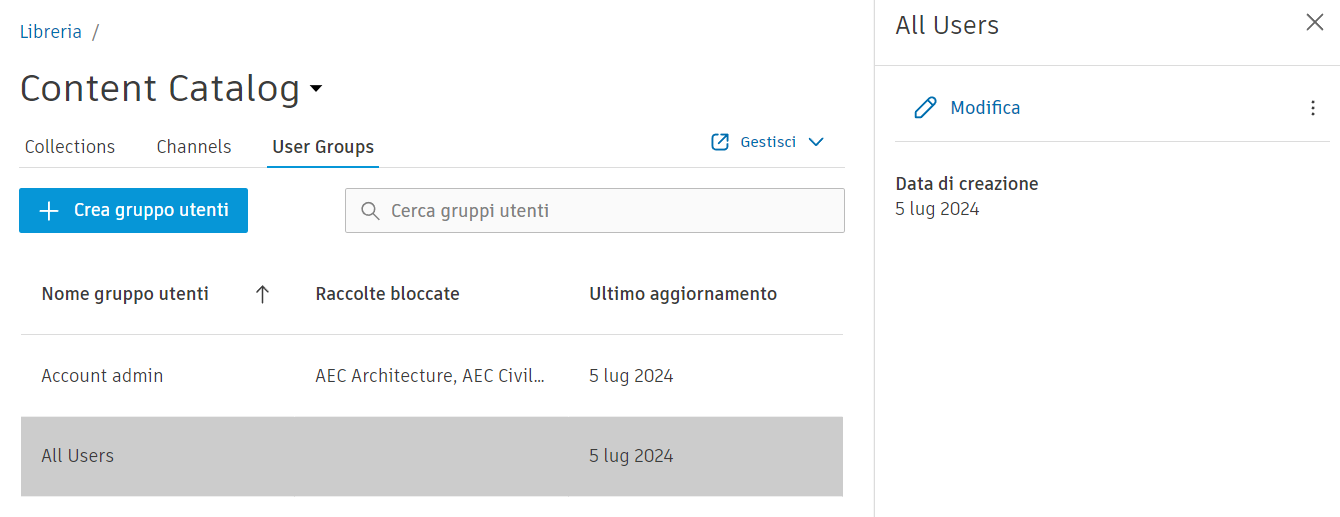 Libreria /
Content Catalog
Collections Channels User Groups
Gestisci
Crea gruppo utenti
Cerca gruppi utenti
Nome gruppo utenti Raccolte bloccate Ultimo aggiornamento
Account admin AEC Architecture, AEC Civil... 5 lug 2024
All Users 5 lug 2024
All Users
Modifica
Data di creazione
5 lug 2024